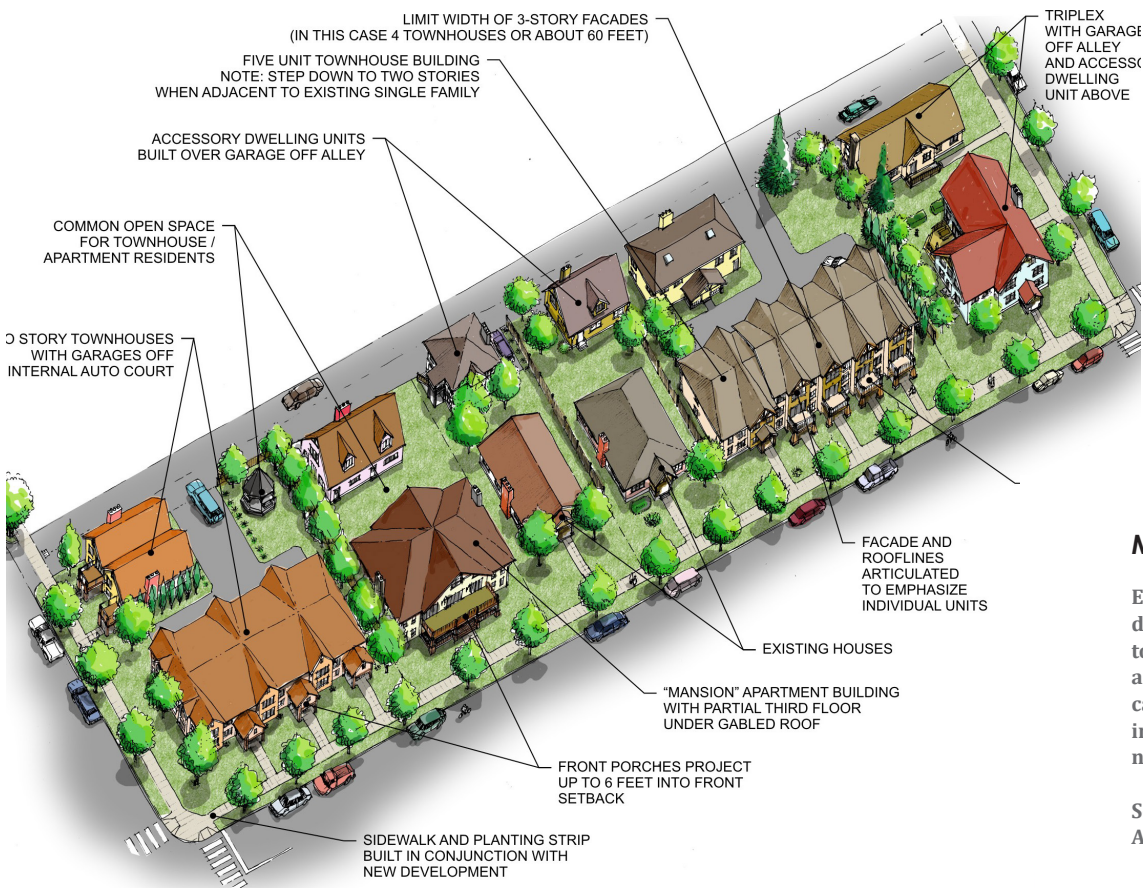 LIMIT WIDTH OF 3-STORY FACADES
(IN THIS CASE 4 TOWNHOUSES OR ABOUT 60 FEET)
FIVE UNIT TOWNHOUSE BUILDING
NOTE: STEP DOWN TO TWO STORIES
WHEN ADJACENT TO EXISTING SINGLE FAMILY
ACCESSORY DWELLING UNITS
BUILT OVER GARAGE OFF ALLEY
COMMON OPEN SPACE
FOR TOWNHOUSE /
APARTMENT RESIDENTS
O STORY TOWNHOUSES
WITH GARAGES OFF
INTERNAL AUTO COURT
TRIPLEX
WITH GARAGE
OFF ALLEY
AND ACCESSO
DWELLING
UNIT ABOVE
FACADE AND
ROOFLINES
ARTICULATED
TO EMPHASIZE
INDIVIDUAL UNITS
EXISTING HOUSES
“MANSION” APARTMENT BUILDING
WITH PARTIAL THIRD FLOOR
UNDER GABLED ROOF
FRONT PORCHES PROJECT
UP TO 6 FEET INTO FRONT
SETBACK
SIDEWALK AND PLANTING STRIP
BUILT IN CONJUNCTION WITH
NEW DEVELOPMENT